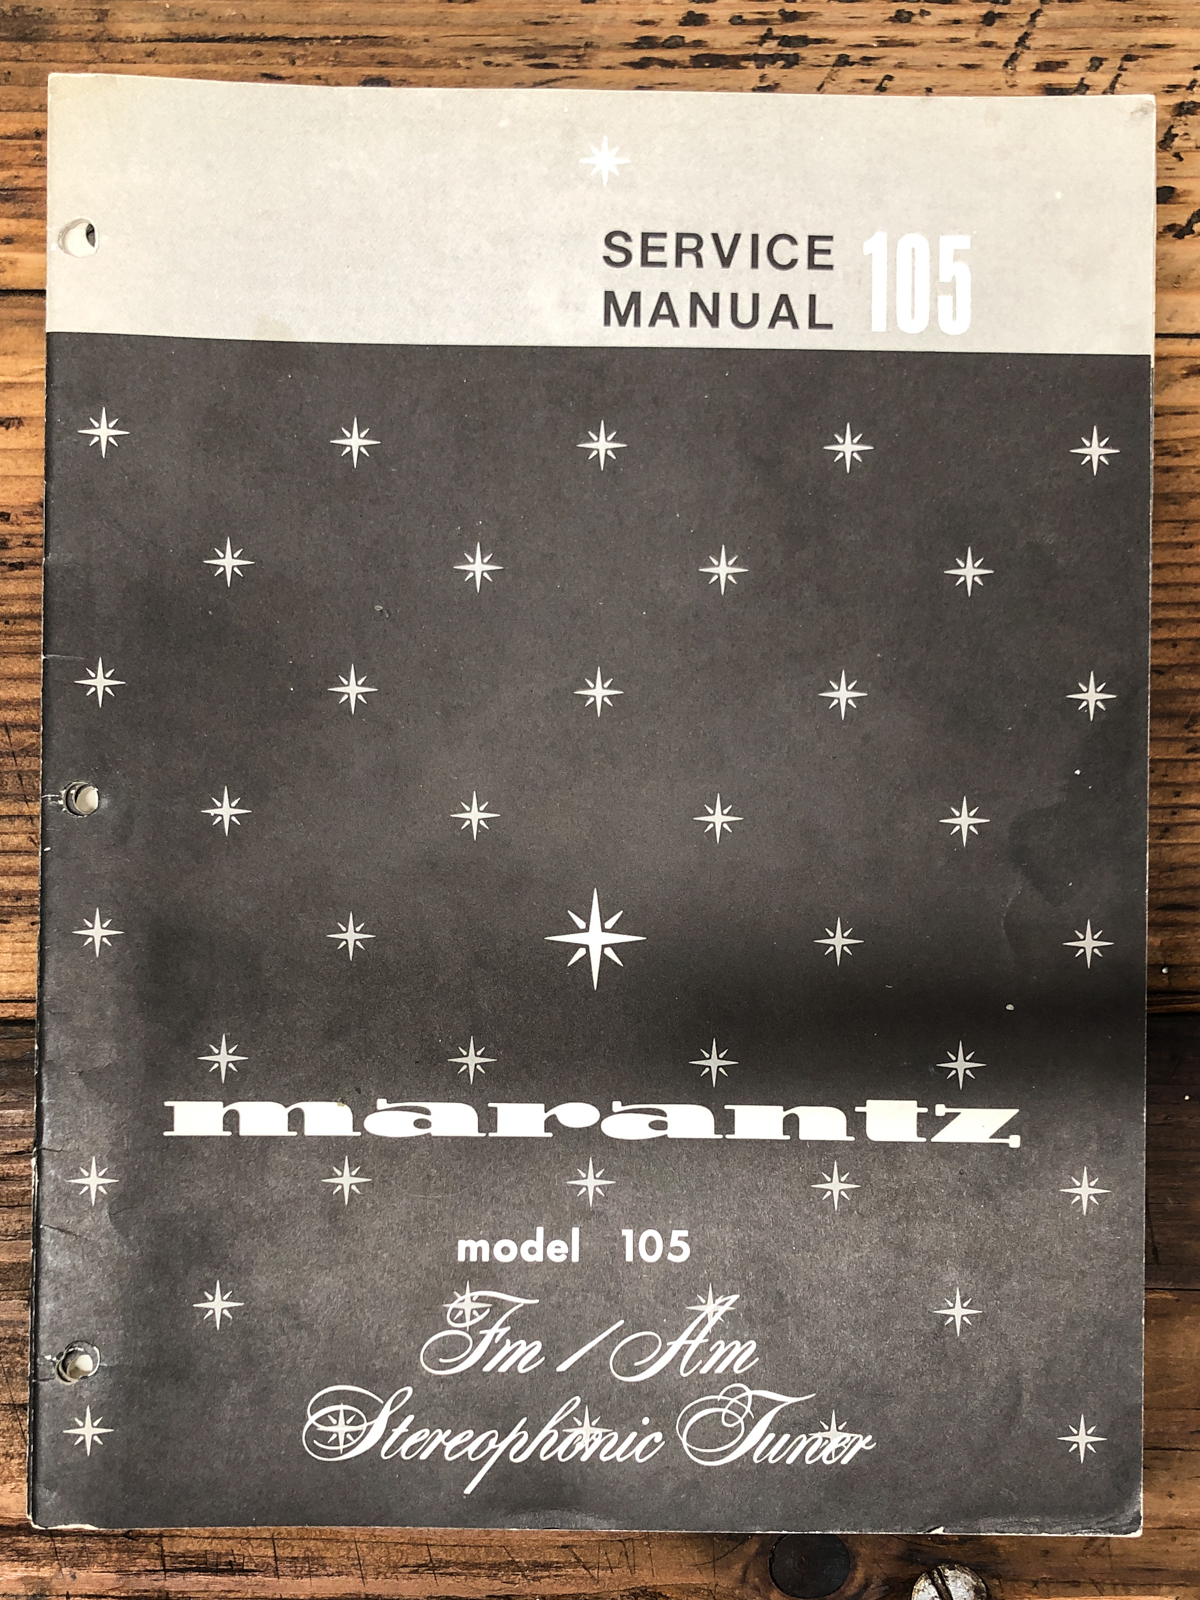 SERVICE
MANUAL 105
marantz
model 105
Fm / Am
Stereophonic Tuner